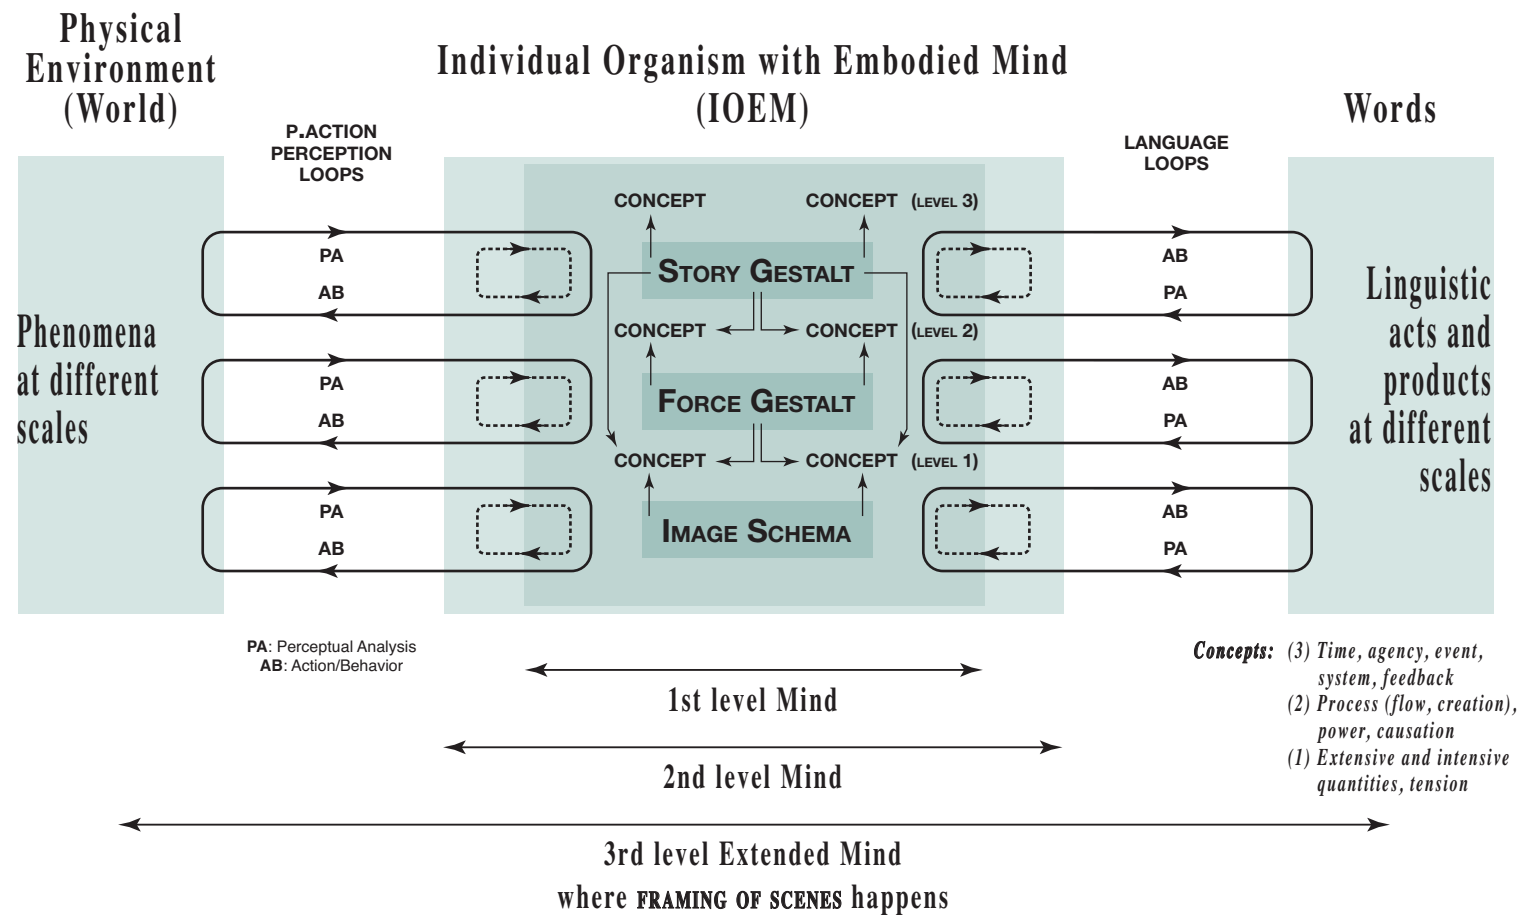 Physical
Environment
(World)
Individual Organism with Embodied Mind
(IOEM)
Words
P.ACTION
PERCEPTION
LOOPS
LANGUAGE
LOOPS
Phenomena
at different
scales
PA
AB
PA
AB
PA
AB
CONCEPT CONCEPT (LEVEL 3)
STORY GESTALT
CONCEPT CONCEPT (LEVEL 2)
FORCE GESTALT
CONCEPT CONCEPT (LEVEL 1)
IMAGE SCHEMA
AB
PA
AB
PA
AB
PA
Linguistic
acts and
products
at different
scales
PA: Perceptual Analysis
AB: Action/Behavior
1st level Mind
2nd level Mind
3rd level Extended Mind
where FRAMING OF SCENES happens
Concepts: (3) Time, agency, event,
system, feedback
(2) Process (flow, creation),
power, causation
(1) Extensive and intensive
quantities, tension